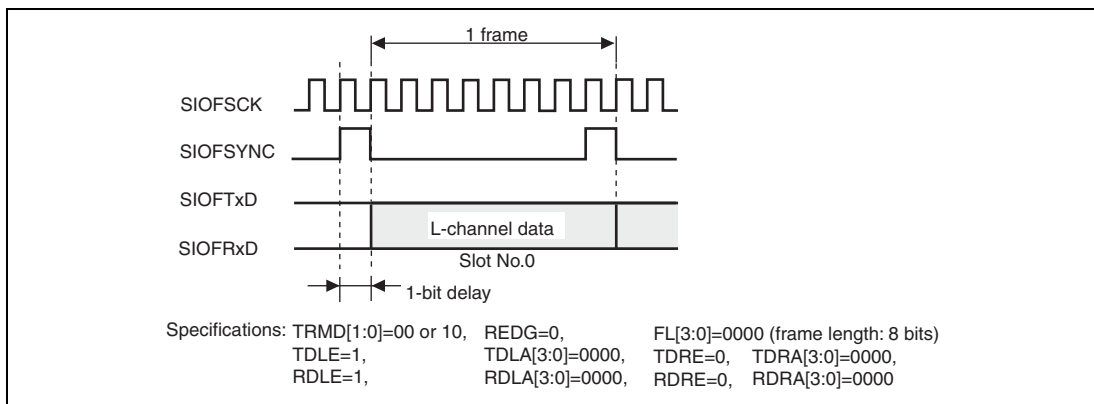 1 frame
SIOFSCK
SIOFSYNC
SIOFTxD
L-channel data
SIOFRxD
Slot No.0
1-bit delay
Specifications: TRMD[1:0]=00 or 10, REDG=0, FL[3:0]=0000 (frame length: 8 bits)
TDLE=1, TDLA[3:0]=0000, TDRE=0, TDRA[3:0]=0000,
RDLE=1, RDLA[3:0]=0000, RDRE=0, RDRA[3:0]=0000